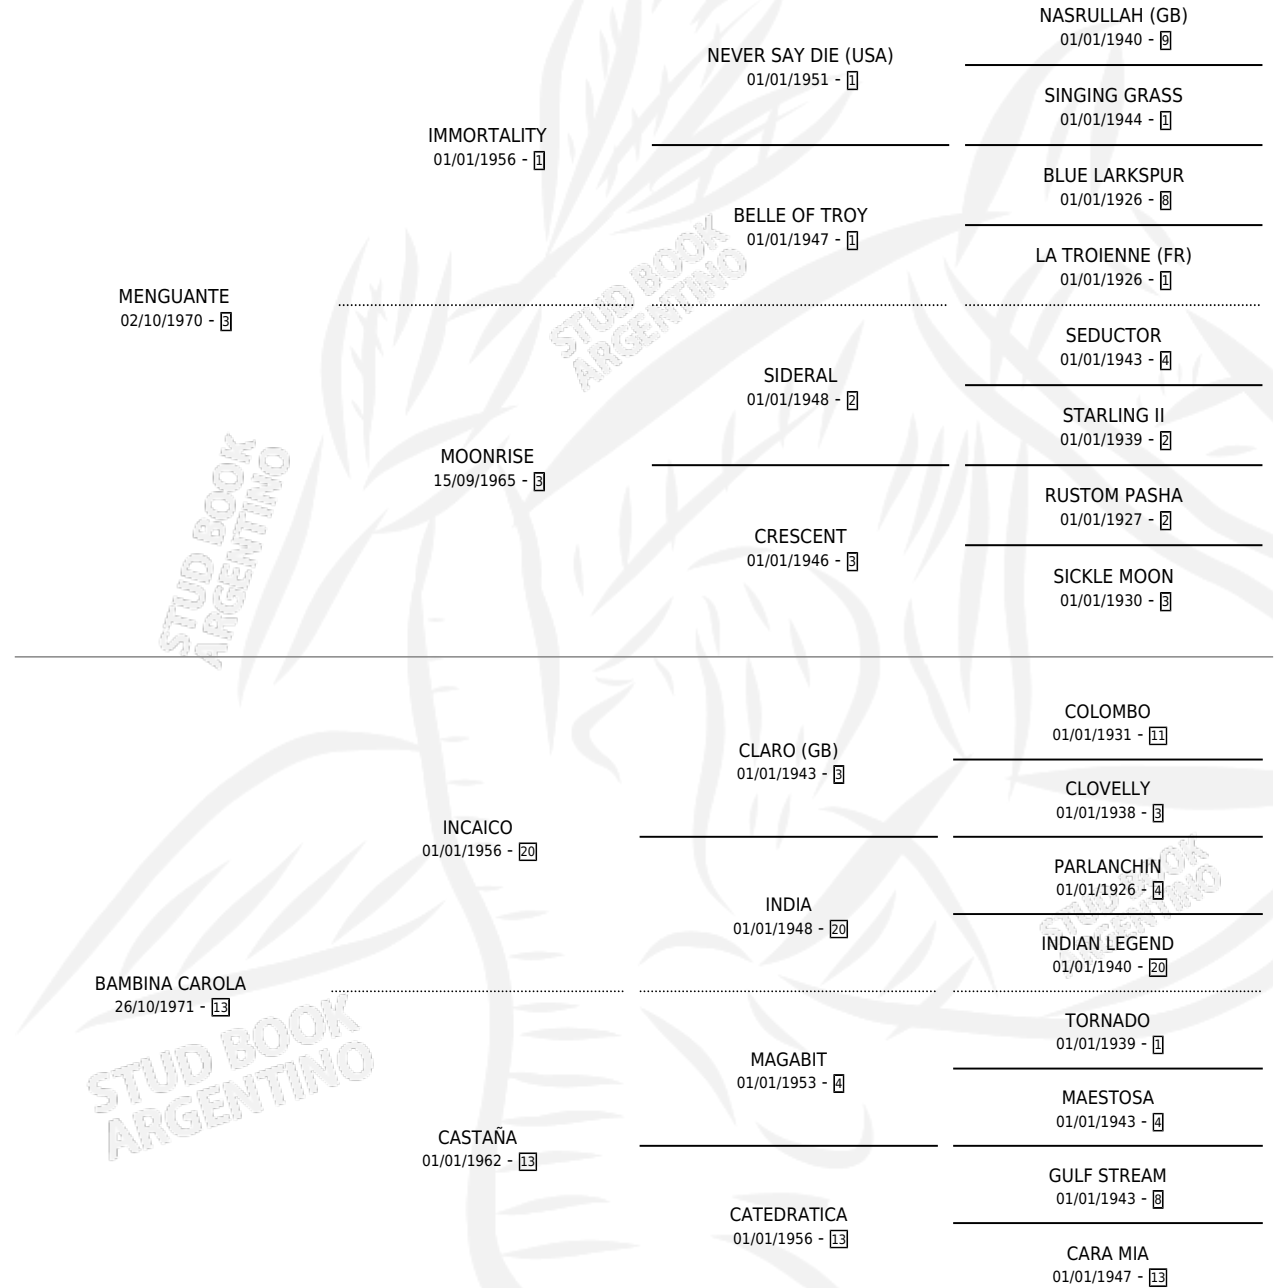 NASRULLAH (GB)
01/01/1940 - 9
NEVER SAY DIE (USA)
01/01/1951 - 1
SINGING GRASS
01/01/1944 - 1
IMMORTALITY
01/01/1956 - 1
BLUE LARKSPUR
01/01/1926 - 8
BELLE OF TROY
01/01/1947 - 1
LA TROIENNE (FR)
01/01/1926 - 1
MENGUANTE
02/10/1970 - 3
SEDUCTOR
01/01/1943 - 4
SIDERAL
01/01/1948 - 2
STARLING II
01/01/1939 - 2
MOONRISE
15/09/1965 - 3
RUSTOM PASHA
01/01/1927 - 2
CRESCENT
01/01/1946 - 3
SICKLE MOON
01/01/1930 - 3
COLOMBO
01/01/1931 - 11
CLARO (GB)
01/01/1943 - 3
CLOVELLY
01/01/1938 - 3
INCAICO
01/01/1956 - 20
PARLANCHIN
01/01/1926 - 4
INDIA
01/01/1948 - 20
INDIAN LEGEND
01/01/1940 - 20
BAMBINA CAROLA
26/10/1971 - 13
TORNADO
01/01/1939 - 1
MAGABIT
01/01/1953 - 4
MAESTOSA
01/01/1943 - 4
CASTAÑA
01/01/1962 - 13
GULF STREAM
01/01/1943 - 8
CATEDRATICA
01/01/1956 - 13
CARA MIA
01/01/1947 - 13
STUD BOOK
ARGENTINO
STUD BOOK
ARGENTINO
STUD BOOK
ARGENTINO
STUD BOOK
ARGENTINO